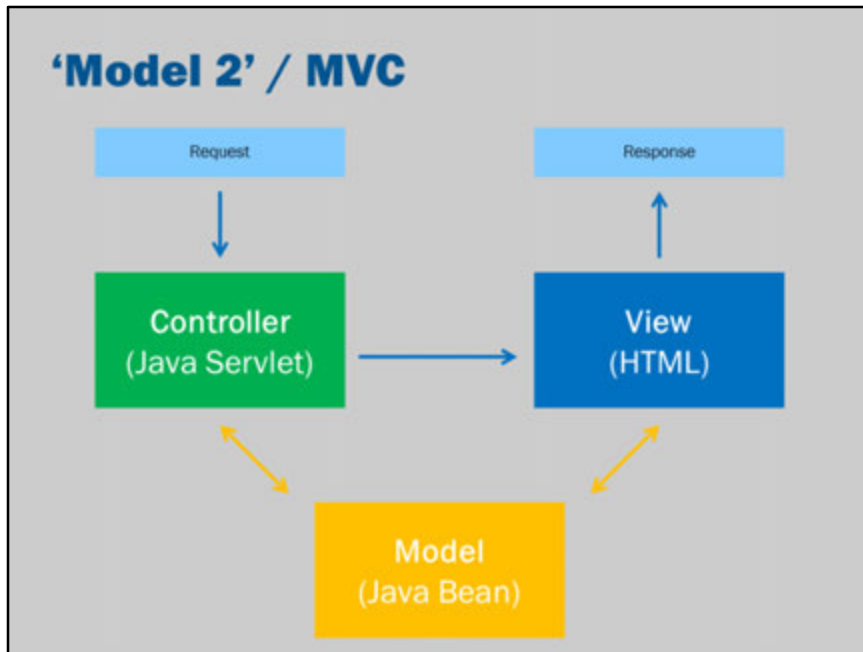 ‘Model 2’ / MVC
Request
Response
Controller
(Java Servlet)
View
(HTML)
Model
(Java Bean)